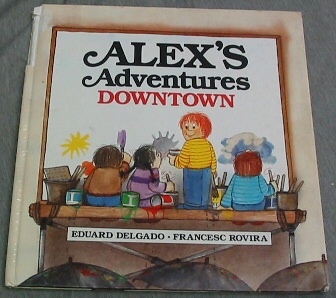 ALEX'S
Adventures
DOWNTOWN
EDUARD DELGADO · FRANCESC ROVIRA